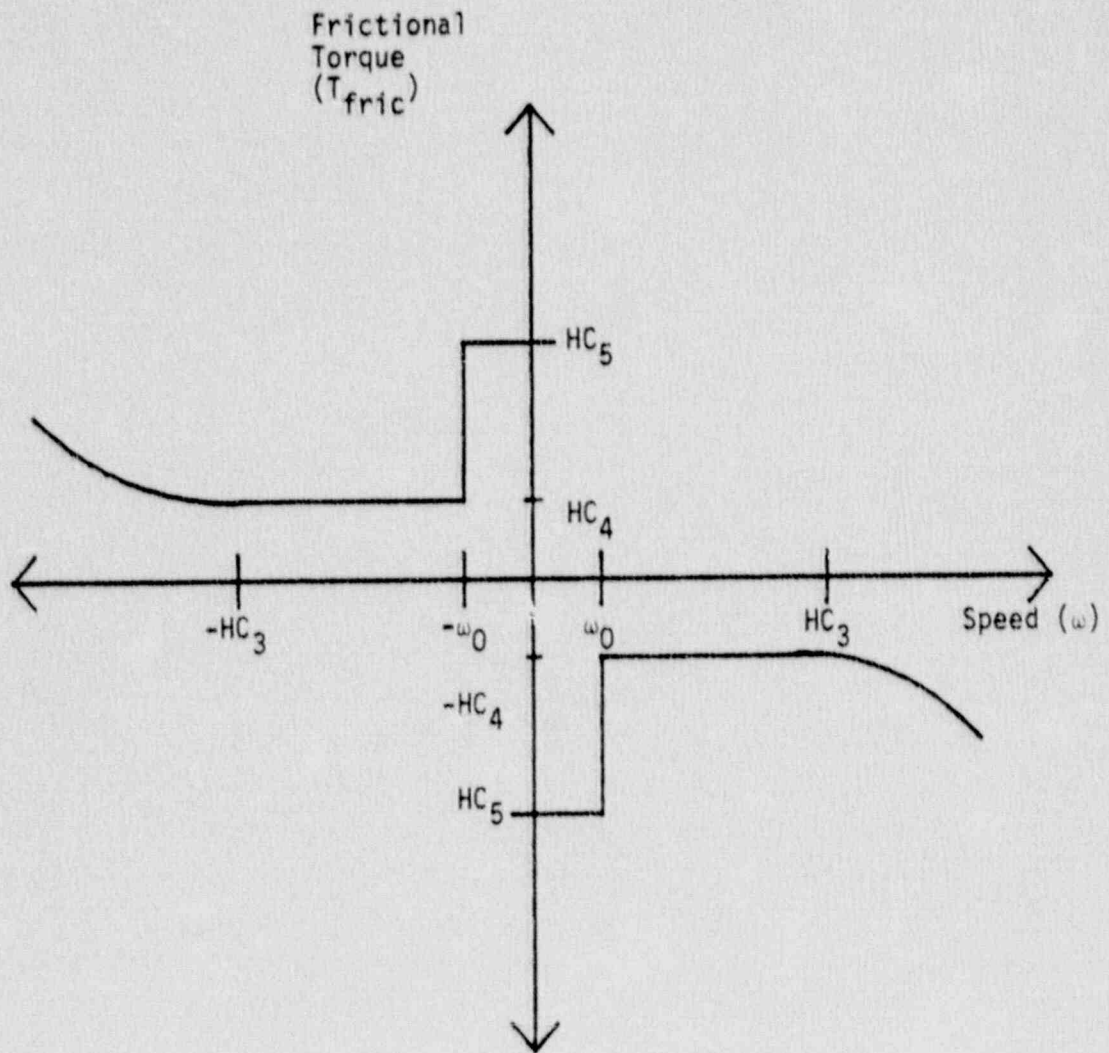 Frictional
Torque
(T_fric)
HC_5
HC_4
-HC_3
-ω_0
ω_0
HC_3
Speed (ω)
-HC_4
HC_5